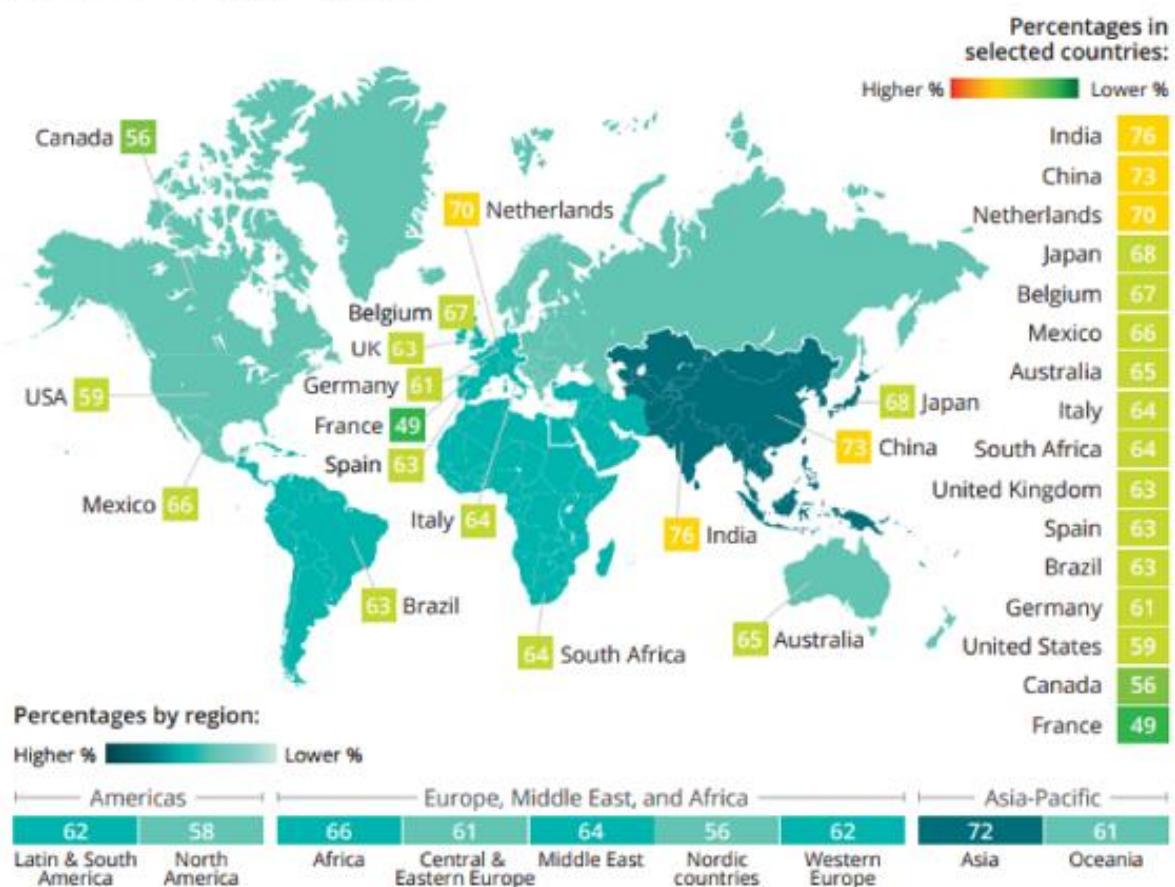 Percentages in
selected countries:
Higher % Lower %
Canada 56
70 Netherlands
Belgium 67
UK 63
Germany 61
USA 59
France 49
Spain 63
Mexico 66
Italy 64
68 Japan
73 China
76 India
63 Brazil
64 South Africa
65 Australia
India 76
China 73
Netherlands 70
Japan 68
Belgium 67
Mexico 66
Australia 65
Italy 64
South Africa 64
United Kingdom 63
Spain 63
Brazil 63
Germany 61
United States 59
Canada 56
France 49
Percentages by region:
Higher % Lower %
Americas Europe, Middle East, and Africa Asia-Pacific
62 58 66 61 64 56 62 72 61
Latin & South North Africa Central & Middle East Nordic Western Asia Oceania
America America Eastern Europe countries Europe